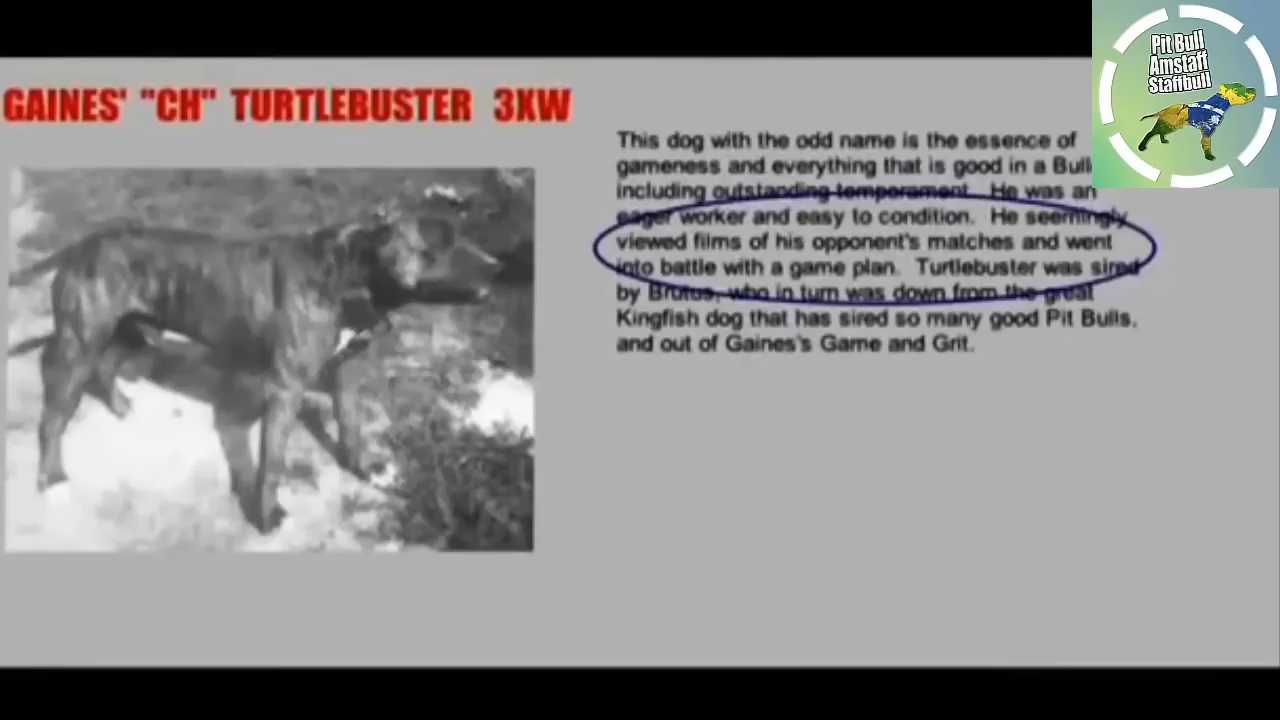 GAINES' "CH" TURTLEBUSTER 3XW
This dog with the odd name is the essence of
gameness and everything that is good in a Bull
including outstanding temperament. He was an
eager worker and easy to condition. He seemingly
viewed films of his opponent's matches and went
into battle with a game plan. Turtlebuster was sired
by Brutus, who in turn was down from the great
Kingfish dog that has sired so many good Pit Bulls,
and out of Gaines's Game and Grit.
Pit Bull
Amstaff
Staffbull